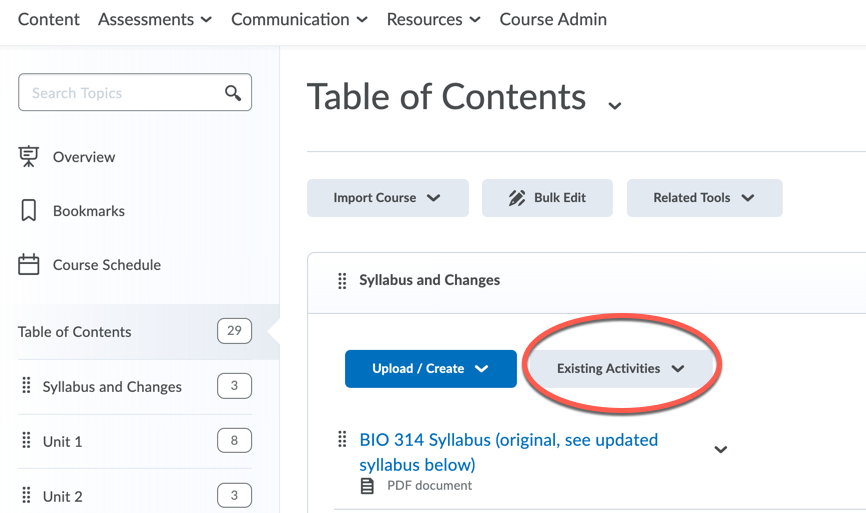 Content Assessments Communication Resources Course Admin
Search Topics
Overview
Bookmarks
Course Schedule
Table of Contents 29
Syllabus and Changes 3
Unit 1 8
Unit 2 3
Table of Contents
Import Course Bulk Edit Related Tools
Syllabus and Changes
Upload / Create Existing Activities
BIO 314 Syllabus (original, see updated
syllabus below)
PDF document